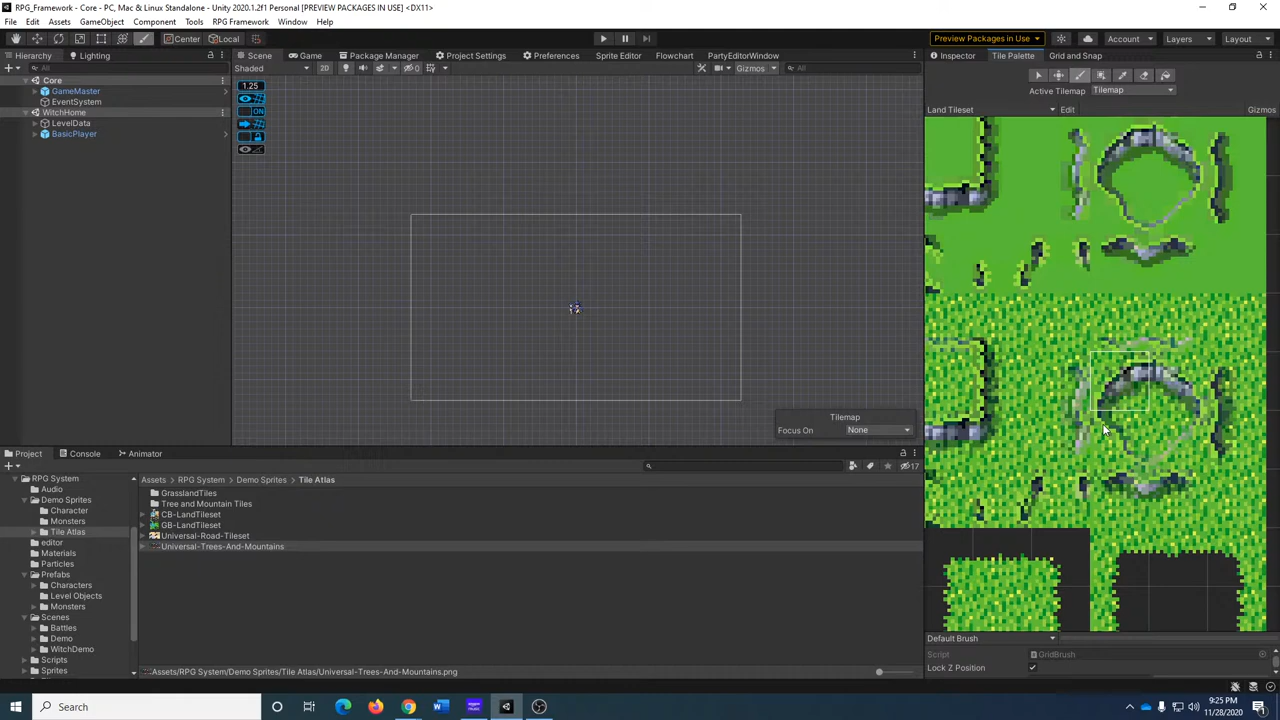 RPG_Framework - Core - PC, Mac & Linux Standalone - Unity 2020.1.2f1 Personal [PREVIEW PACKAGES IN USE] <DX11>
File Edit Assets GameObject Component Tools RPG Framework Window Help
Center Local Preview Packages in Use Account Layers Layout
Hierarchy Lighting Scene Game Package Manager Project Settings Preferences Sprite Editor Flowchart PartyEditorWindow Inspector Tile Palette Grid and Snap
All Shaded 2D 0 Gizmos All
Core
GameMaster
EventSystem
WitchHome
LevelData
BasicPlayer
1.25
ON
Active Tilemap Tilemap
Land Tileset Edit Gizmos
Tilemap
Focus On None
Project Console Animator
17
RPG System
Audio
Demo Sprites
Character
Monsters
Tile Atlas
editor
Materials
Particles
Prefabs
Characters
Level Objects
Monsters
Scenes
Battles
Demo
WitchDemo
Scripts
Sprites
Assets RPG System Demo Sprites Tile Atlas
GrasslandTiles
Tree and Mountain Tiles
CB-LandTileset
GB-LandTileset
Universal-Road-Tileset
Universal-Trees-And-Mountains
Assets/RPG System/Demo Sprites/Tile Atlas/Universal-Trees-And-Mountains.png
Default Brush
Script GridBrush
Lock Z Position
Search
9:25 PM
11/28/2020